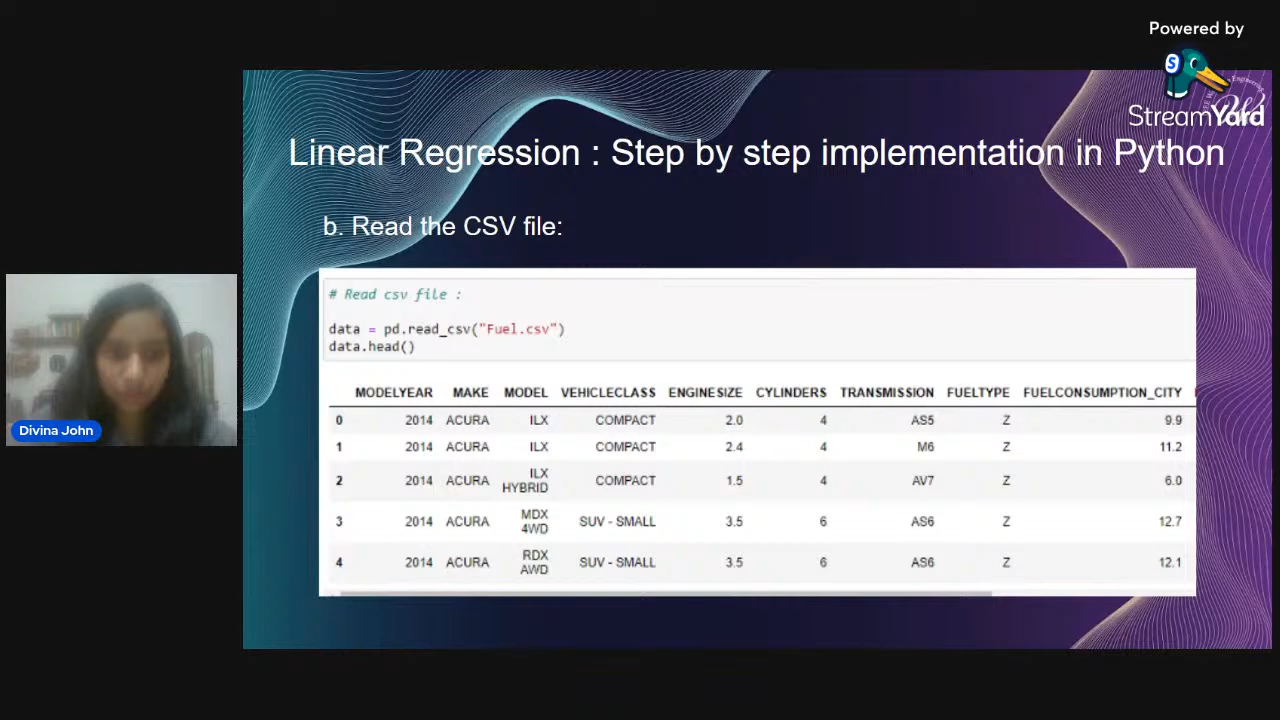 Powered by
StreamYard
Linear Regression : Step by step implementation in Python
b. Read the CSV file:
# Read csv file :
data = pd.read_csv("Fuel.csv")
data.head()
MODELYEAR MAKE MODEL VEHICLECLASS ENGINESIZE CYLINDERS TRANSMISSION FUELTYPE FUELCONSUMPTION_CITY
0 2014 ACURA ILX COMPACT 2.0 4 AS5 Z 9.9
1 2014 ACURA ILX COMPACT 2.4 4 M6 Z 11.2
2 2014 ACURA ILX HYBRID COMPACT 1.5 4 AV7 Z 6.0
3 2014 ACURA MDX 4WD SUV - SMALL 3.5 6 AS6 Z 12.7
4 2014 ACURA RDX AWD SUV - SMALL 3.5 6 AS6 Z 12.1
Divina John